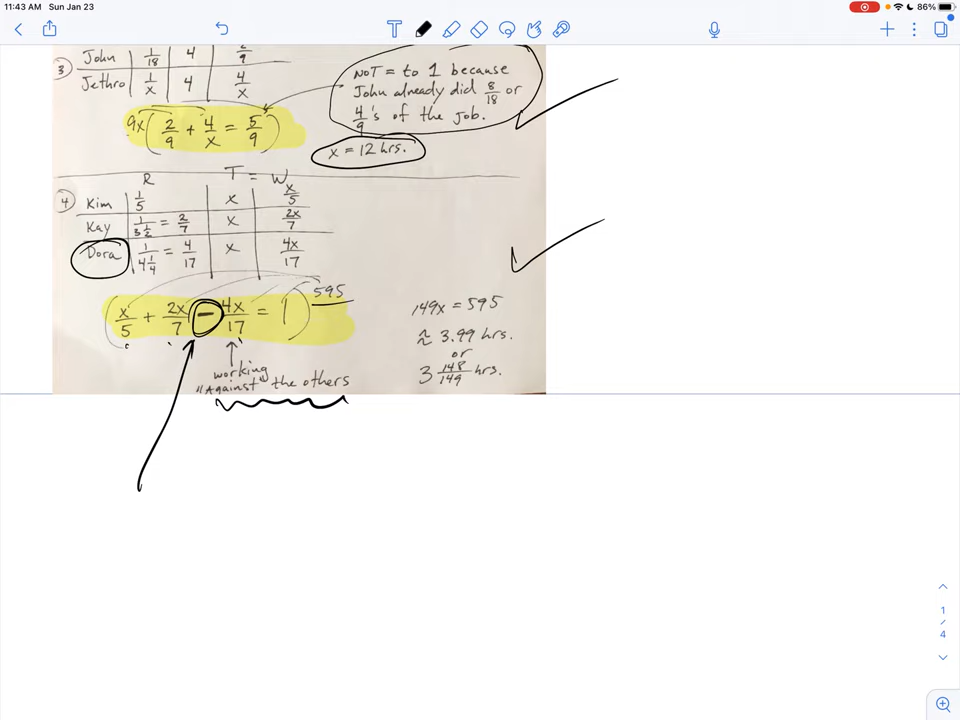 11:43 AM Sun Jan 23
86%
John 1/18 4 2/9
3
Jethro 1/x 4 4/x
NOT = to 1 because
John already did 8/18 or
4/9's of the job.
9x(2/9 + 4/x = 5/9)
x = 12 hrs.
R T = W
4 Kim 1/5 x x/5
Kay 1/3 1/2 = 2/7 x 2x/7
Dora 1/4 1/4 = 4/17 x 4x/17
(x/5 + 2x/7 − 4x/17 = 1) 595
working
"Against" the others
149x = 595
≈ 3.99 hrs.
or
3 148/149 hrs.
1
/
4